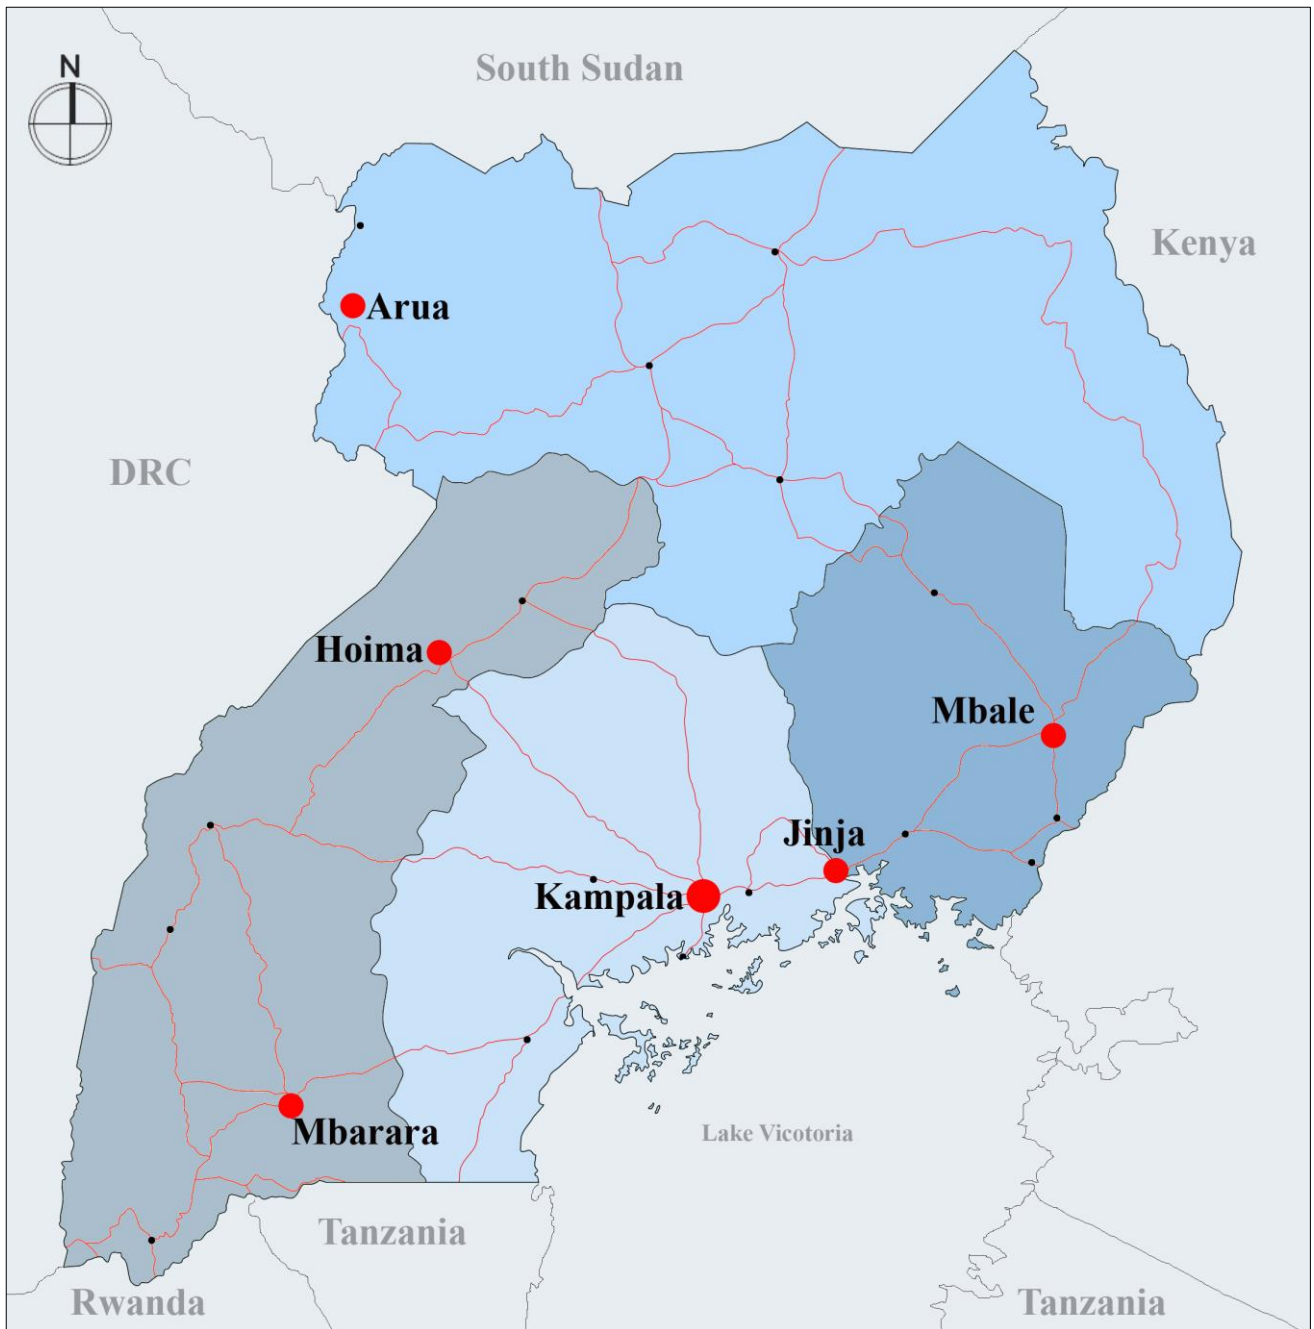 N
South Sudan
Kenya
Arua
DRC
Hoima
Mbale
Jinja
Kampala
Mbarara
Lake Vicotoria
Tanzania
Rwanda
Tanzania